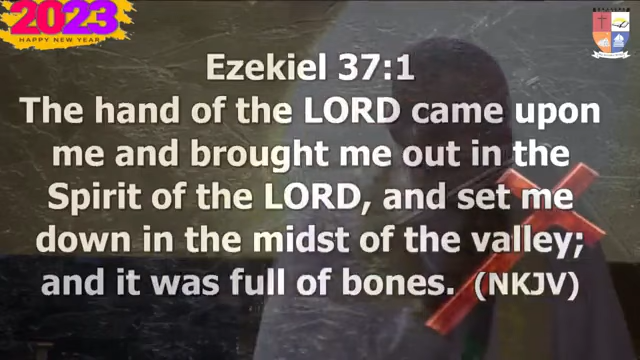 2023
HAPPY NEW YEAR
Ezekiel 37:1
The hand of the LORD came upon
me and brought me out in the
Spirit of the LORD, and set me
down in the midst of the valley;
and it was full of bones. (NKJV)